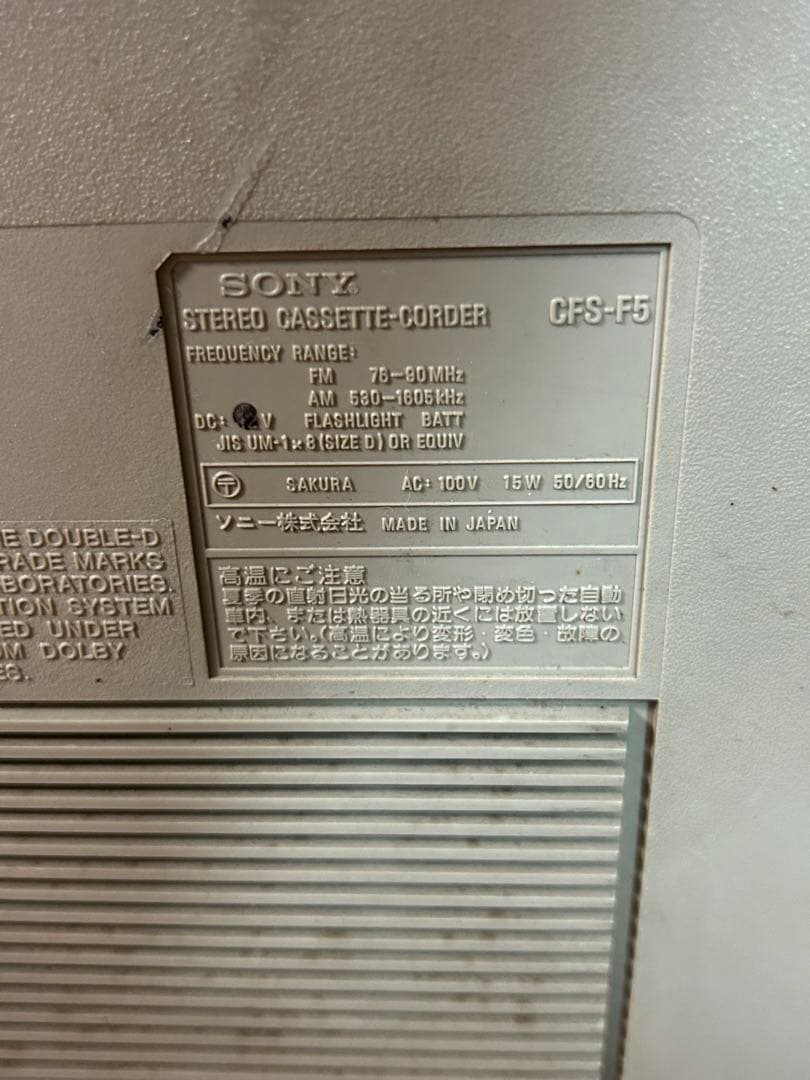 SONY
STEREO CASSETTE-CORDER CFS-F5
FREQUENCY RANGE:
FM 76-90MHz
AM 530-1605kHz
DC: 2V FLASHLIGHT BATT
JIS UM-1×8 (SIZE D) OR EQUIV
〒 SAKURA AC: 100V 15W 50/60Hz
ソニー株式会社 MADE IN JAPAN
高温にご注意
夏季の直射日光の当る所や閉め切った自動
車内、または熱器具の近くには放置しない
で下さい。(高温により変形・変色・故障の
原因になることがあります。)
E DOUBLE-D
RADE MARKS
BORATORIES.
TION SYSTEM
ED UNDER
M DOLBY
ES.